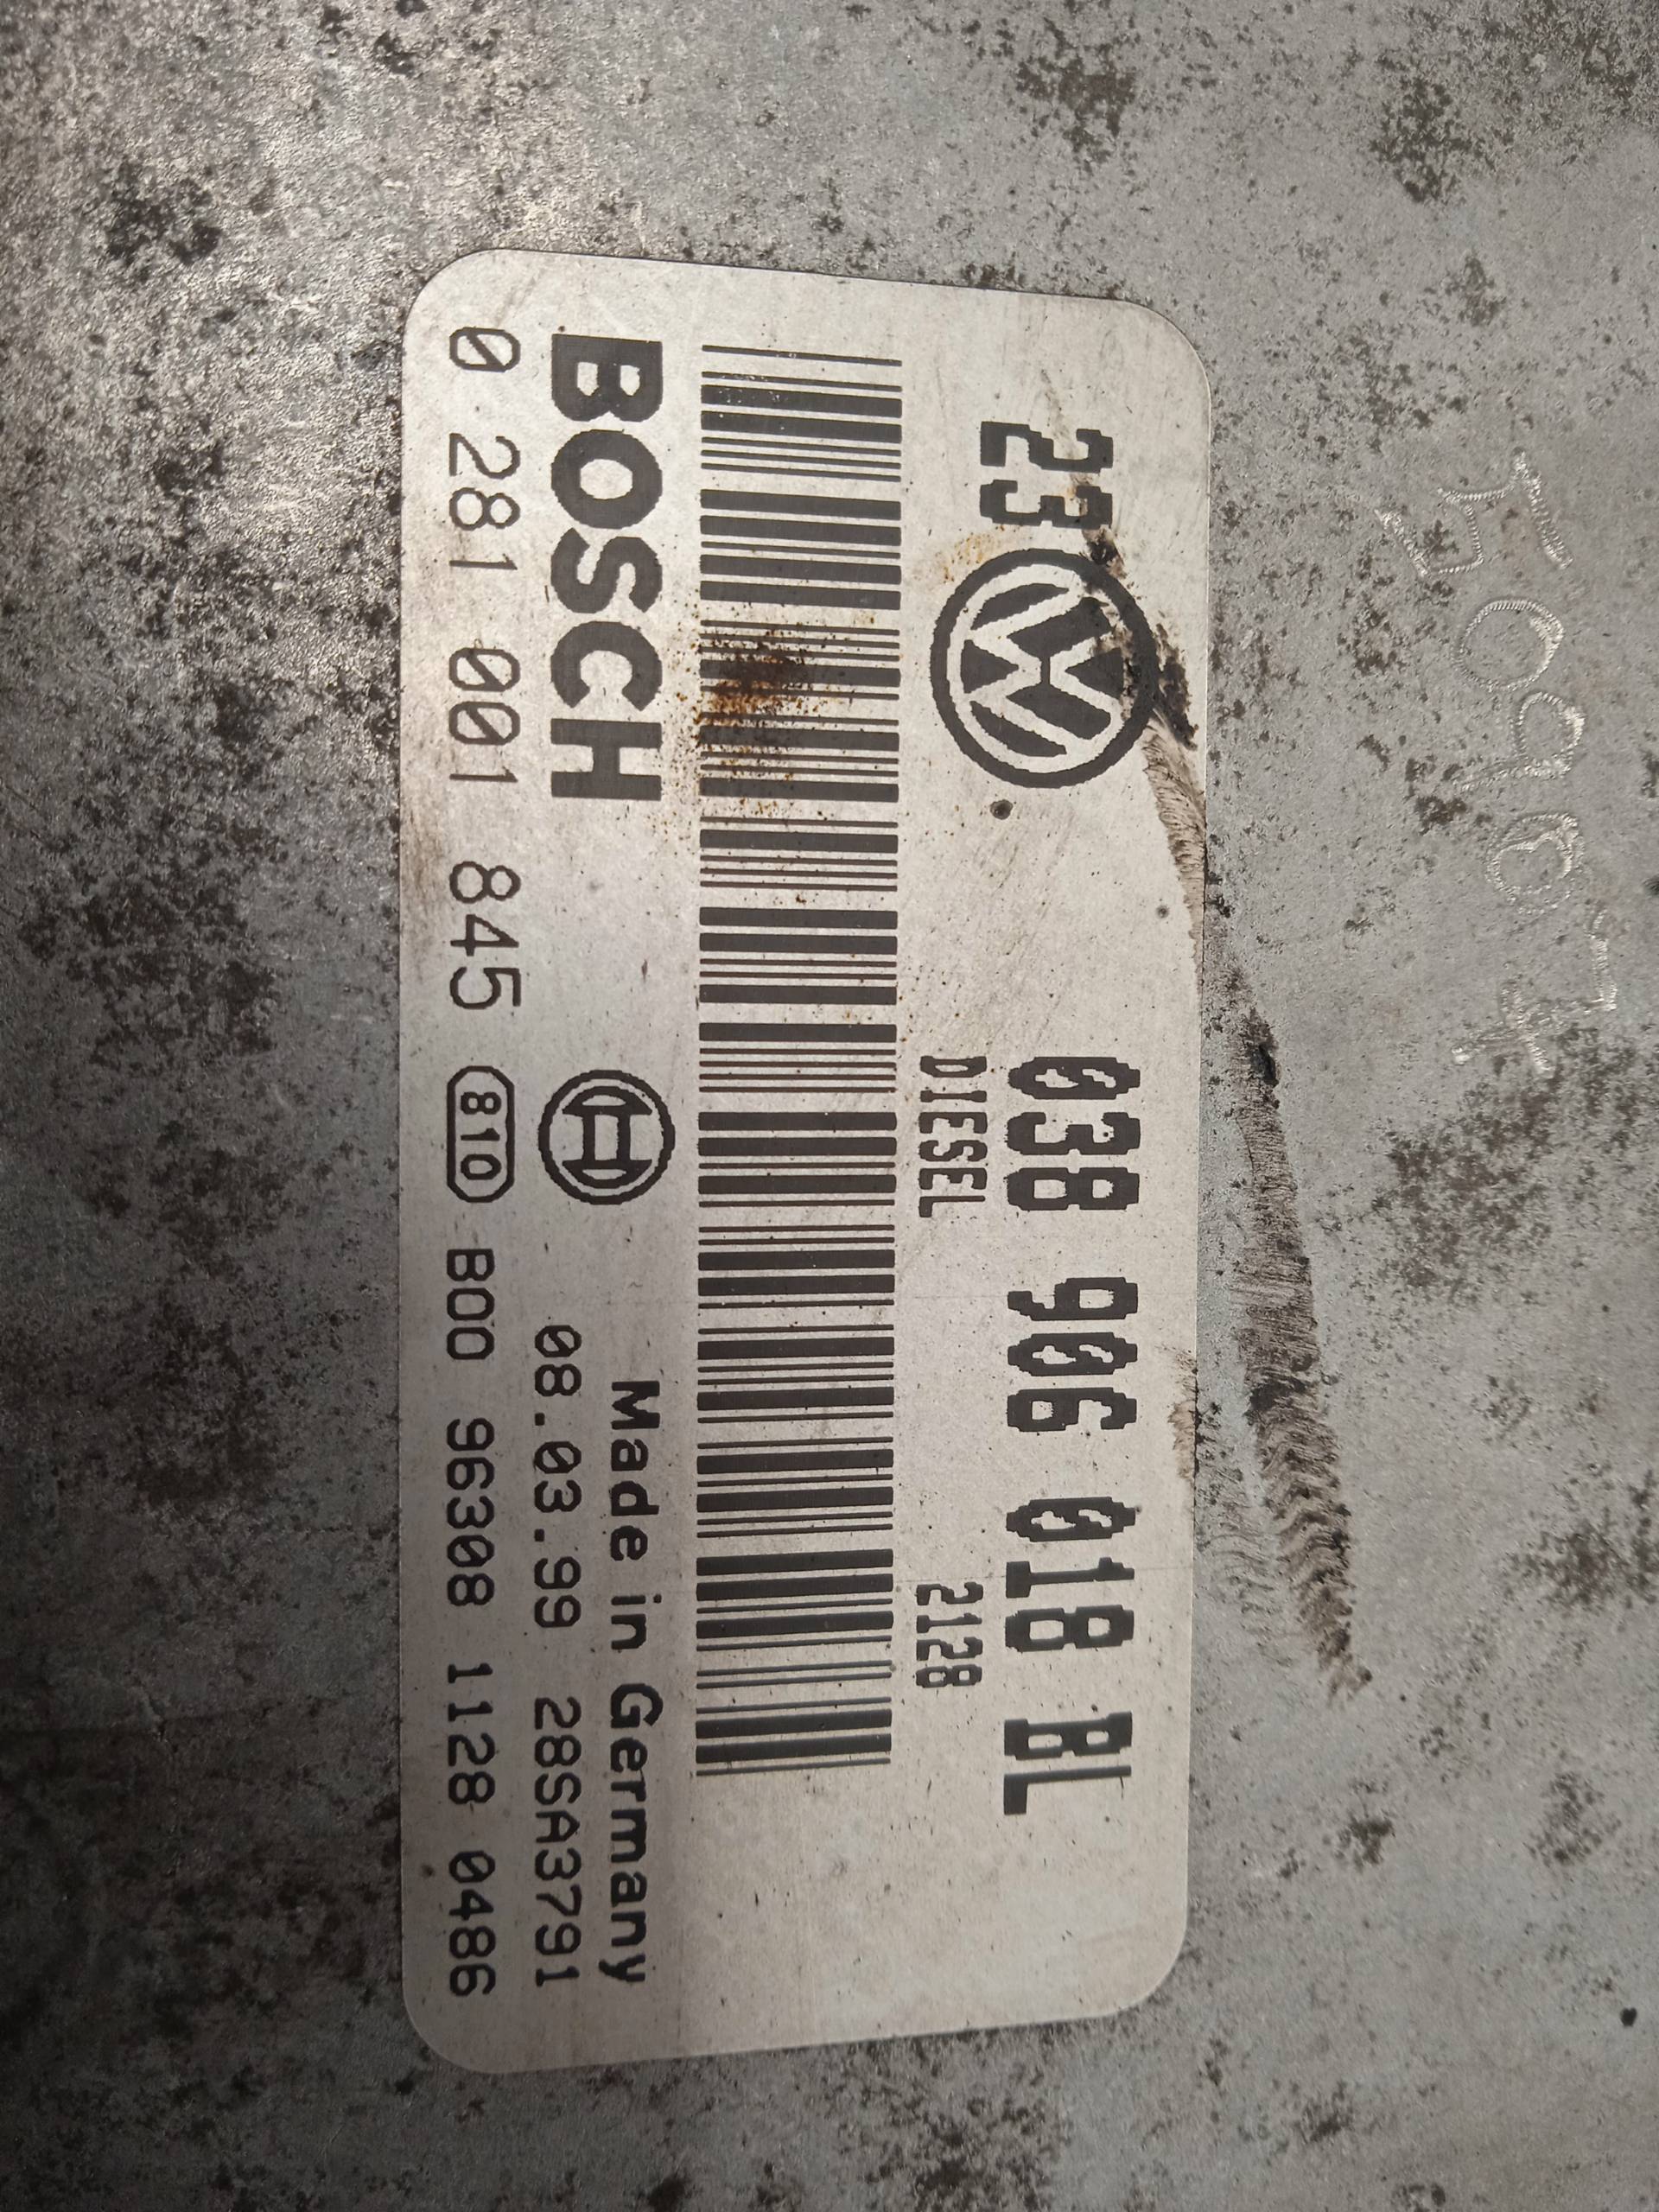 23 038 906 018
DIESEL 2128
BOSCH Made in Germany
08.03.99 28SA3791
0 281 001 845 810 B00 96308 1128 0486